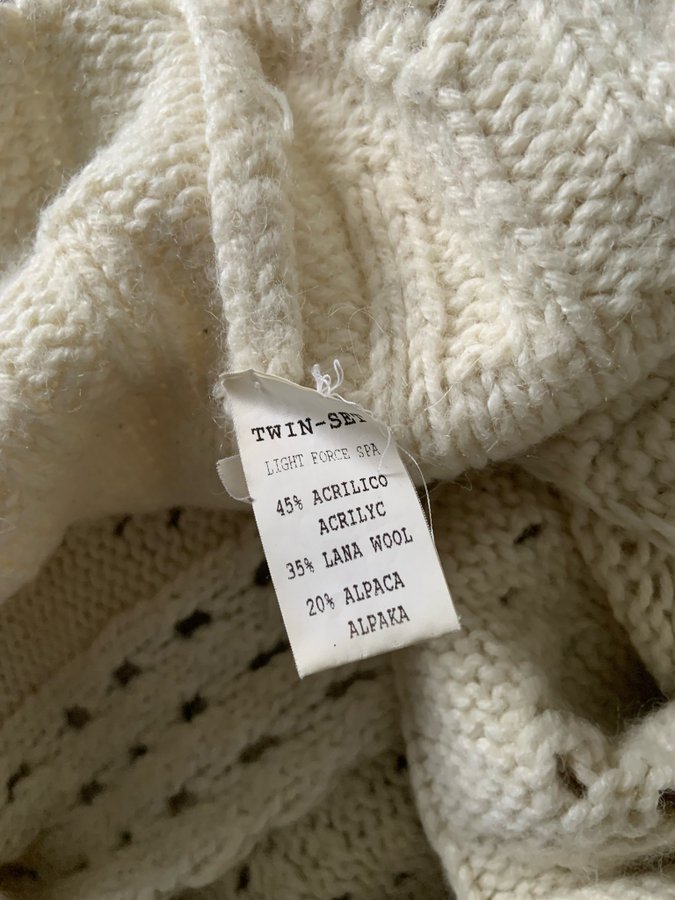 TWIN-SET
LIGHT FORCE SPA
45% ACRILICO
ACRILYC
35% LANA WOOL
20% ALPACA
ALPAKA